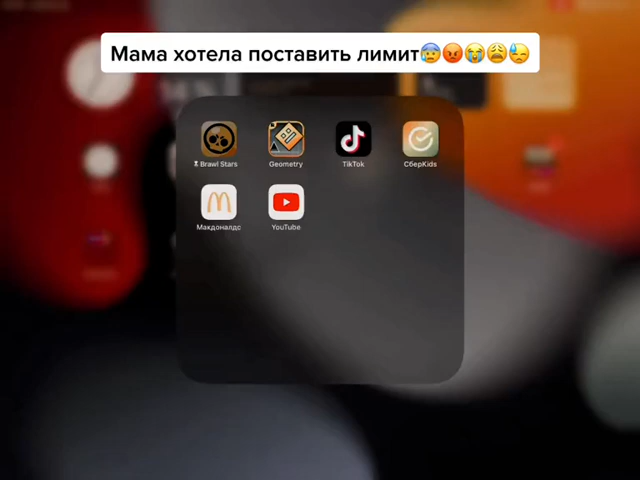 Мама хотела поставить лимит😰😡😭😩😓
⌛ Brawl Stars
Geometry
TikTok
СберKids
Макдоналдс
YouTube